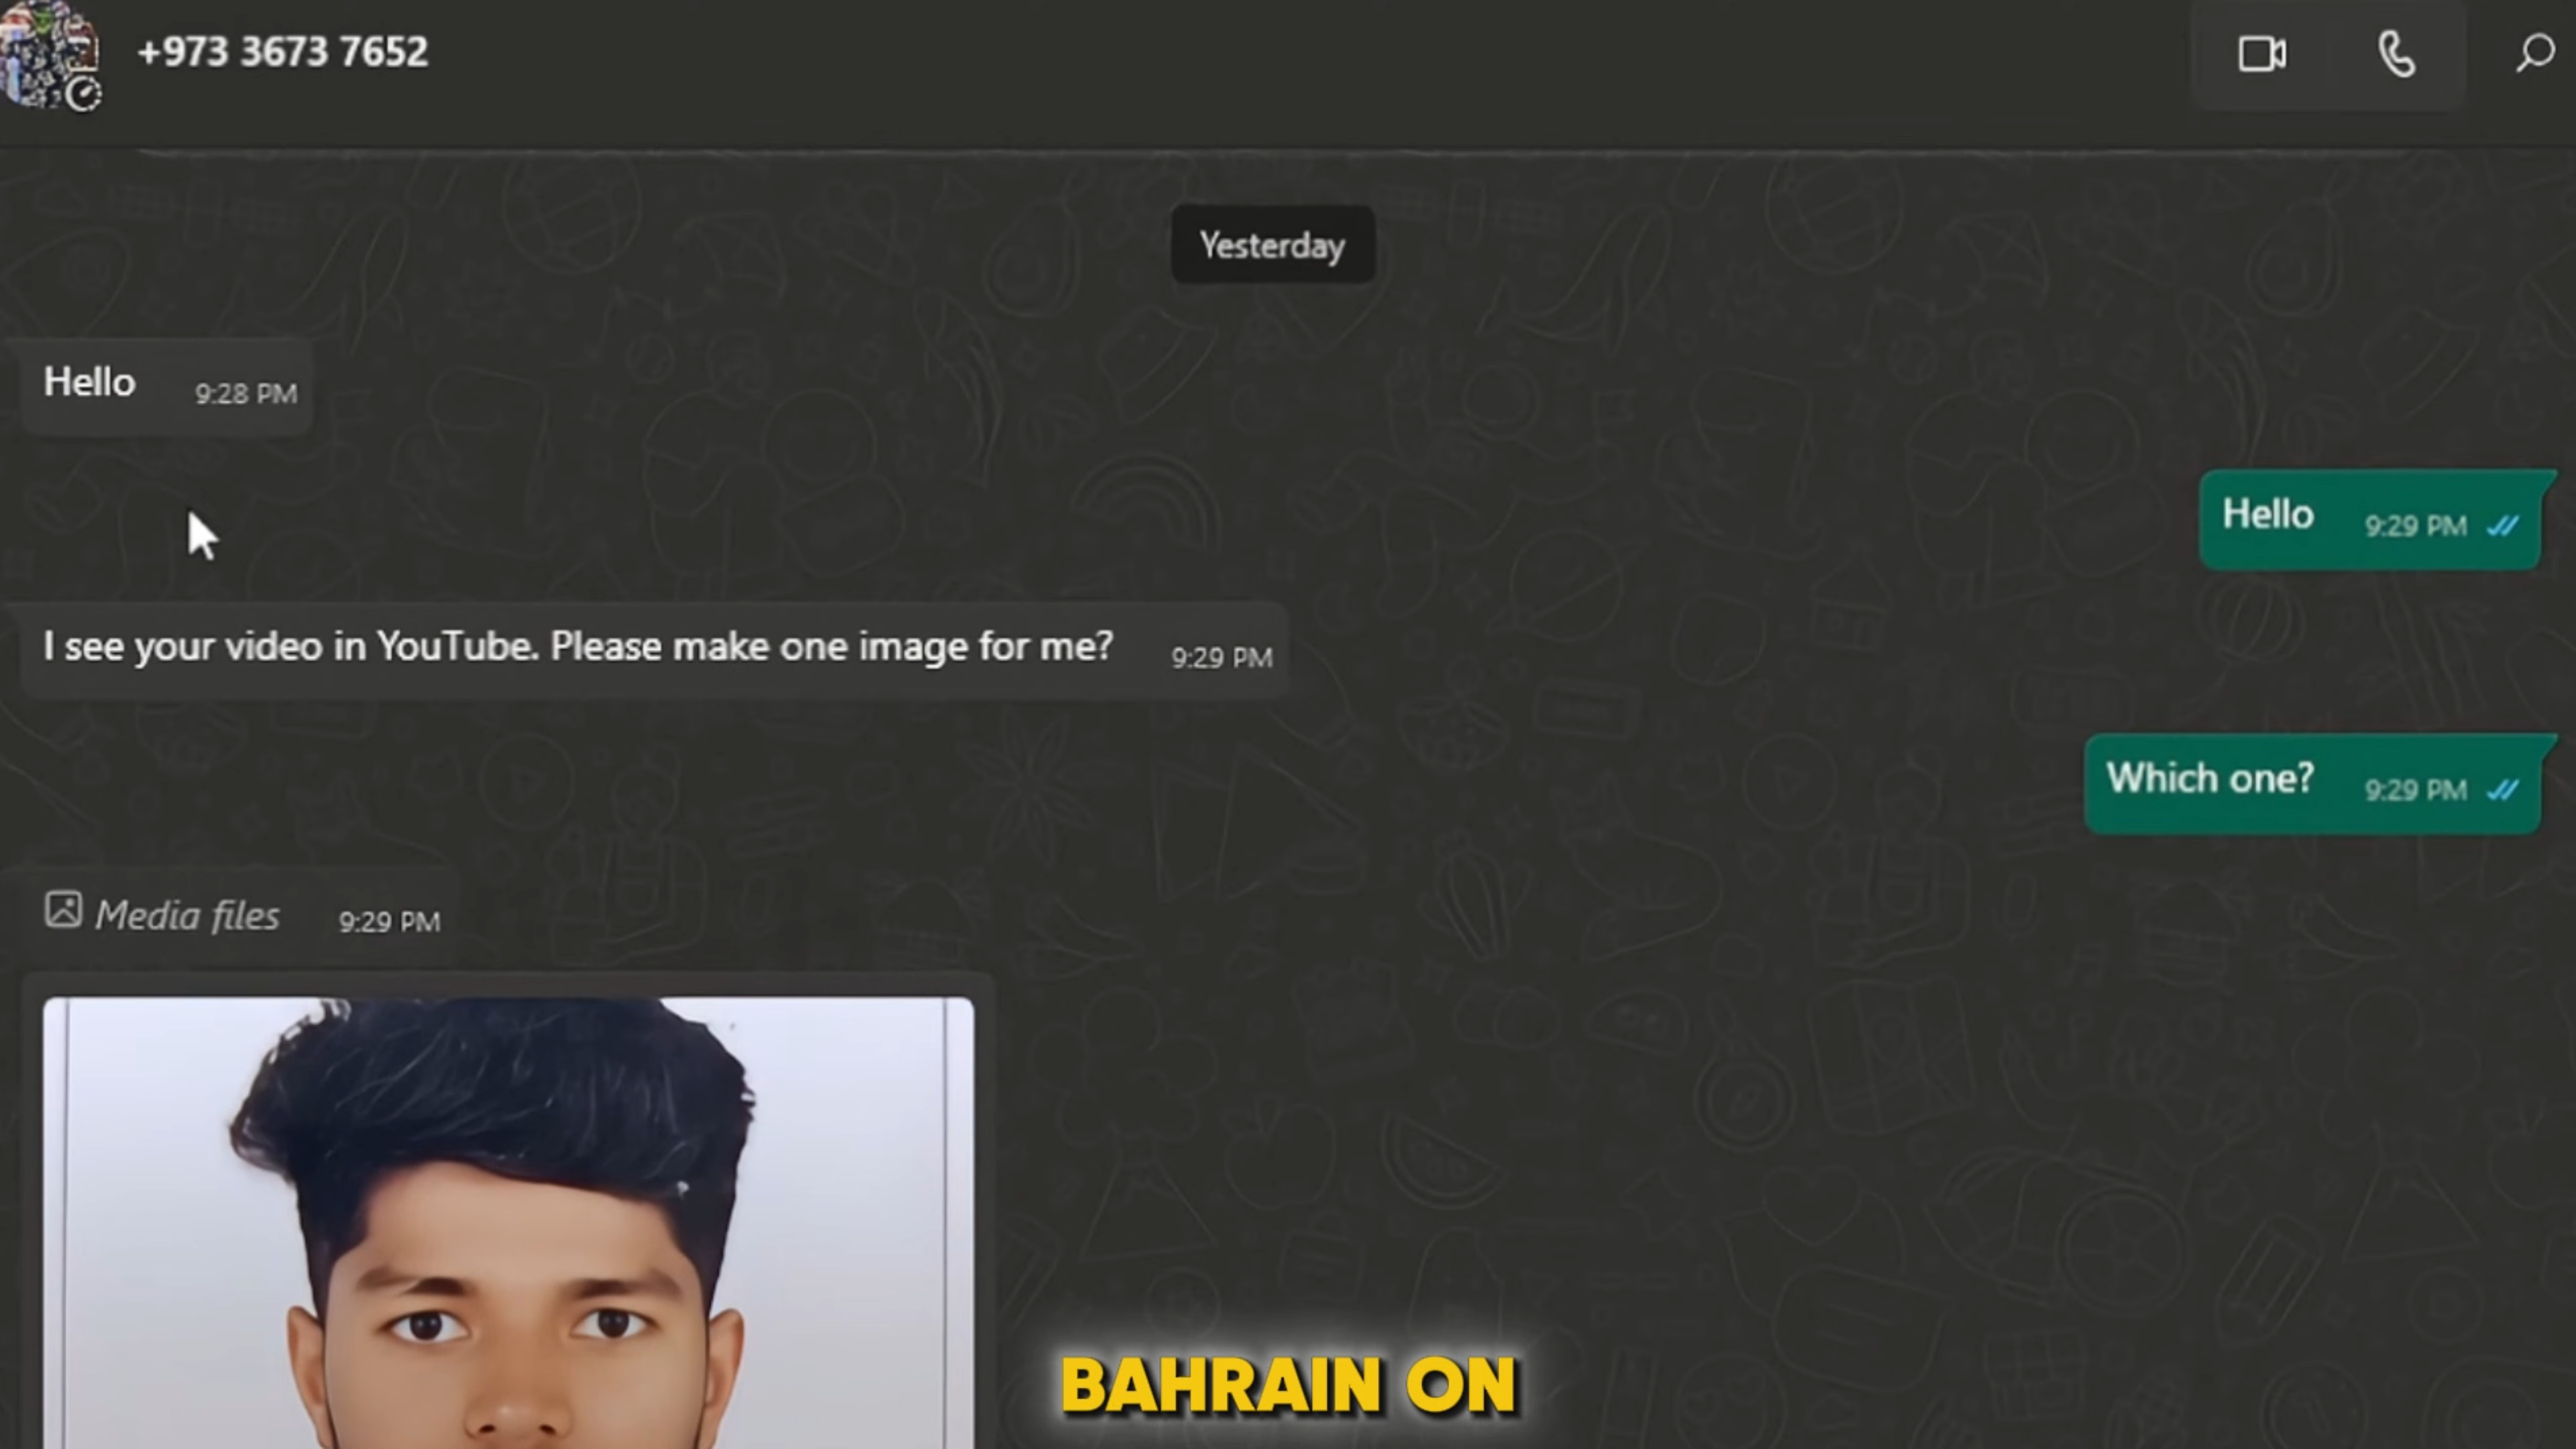 +973 3673 7652
Yesterday
Hello 9:28 PM
Hello 9:29 PM
I see your video in YouTube. Please make one image for me? 9:29 PM
Which one? 9:29 PM
Media files 9:29 PM
BAHRAIN ON